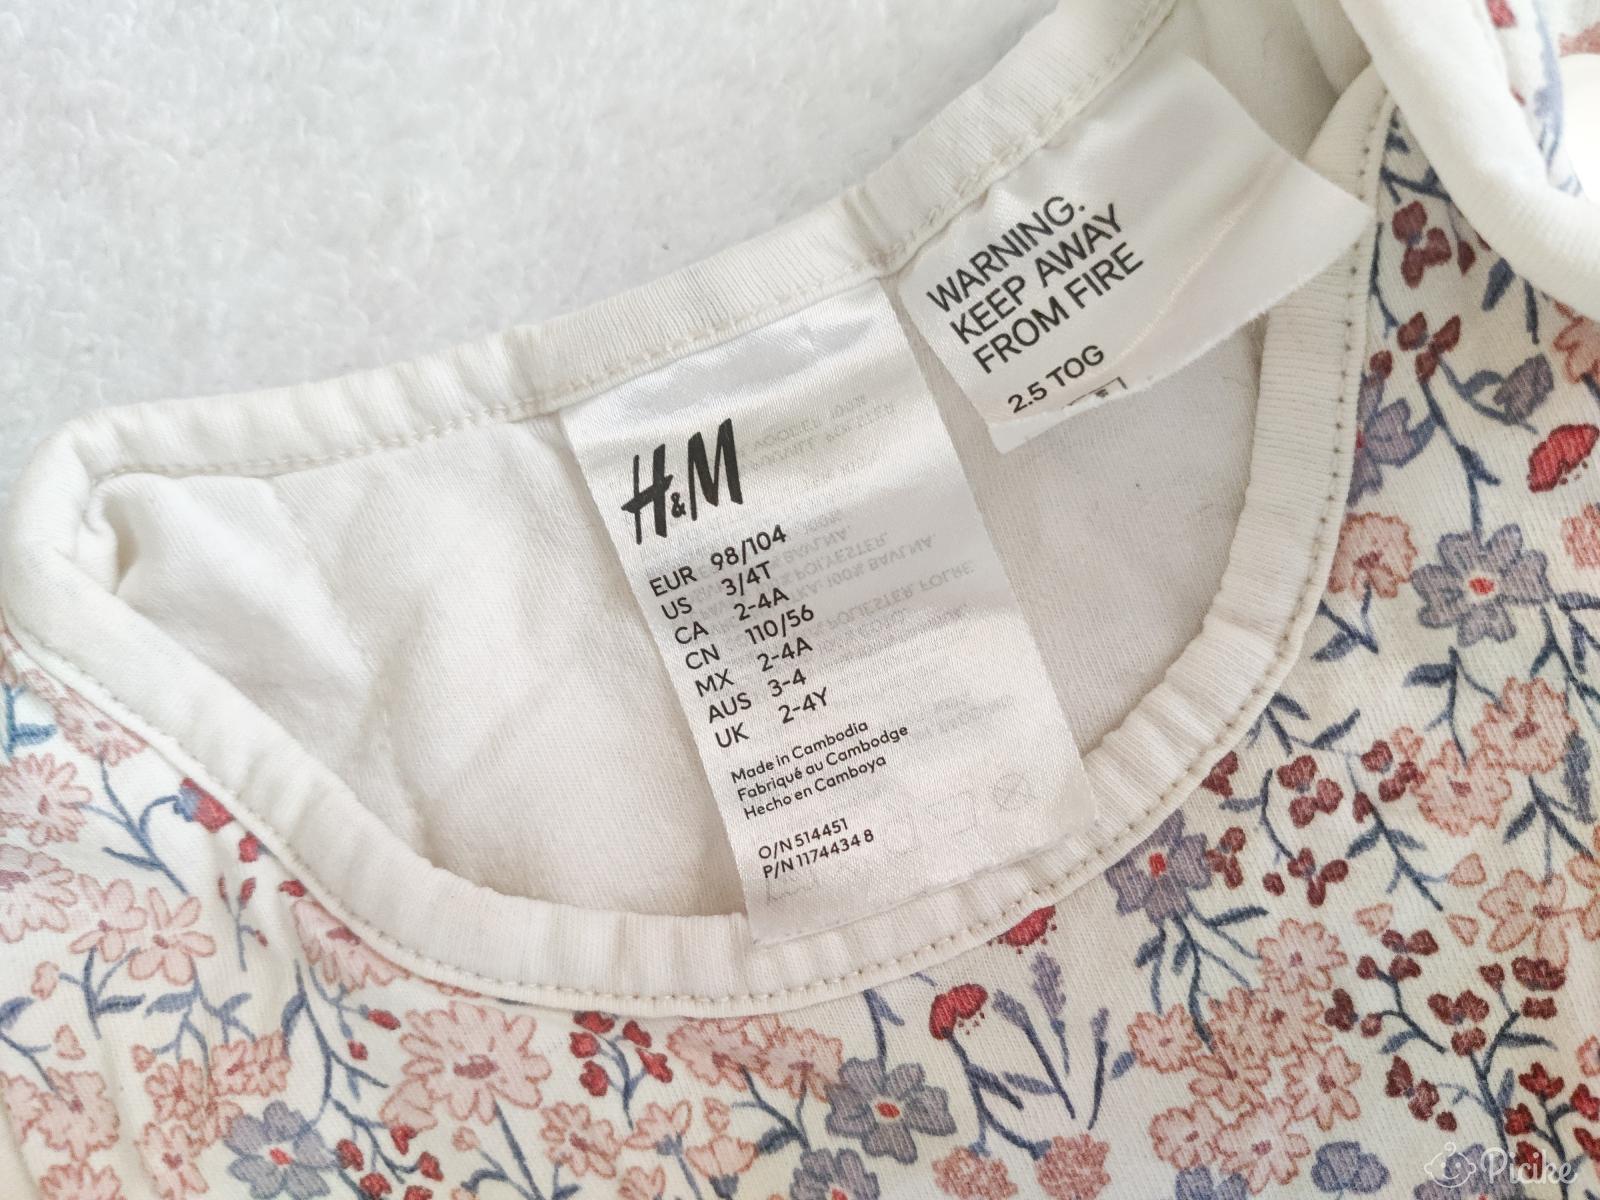 WARNING.
KEEP AWAY
FROM FIRE
2.5 TOG
H&M
EUR 98/104
US 3/4T
CA 2-4A
CN 110/56
MX 2-4A
AUS 3-4
UK 2-4Y
Made in Cambodia
Fabriqué au Cambodge
Hecho en Camboya
O/N 514451
P/N 1174434 8
Picike